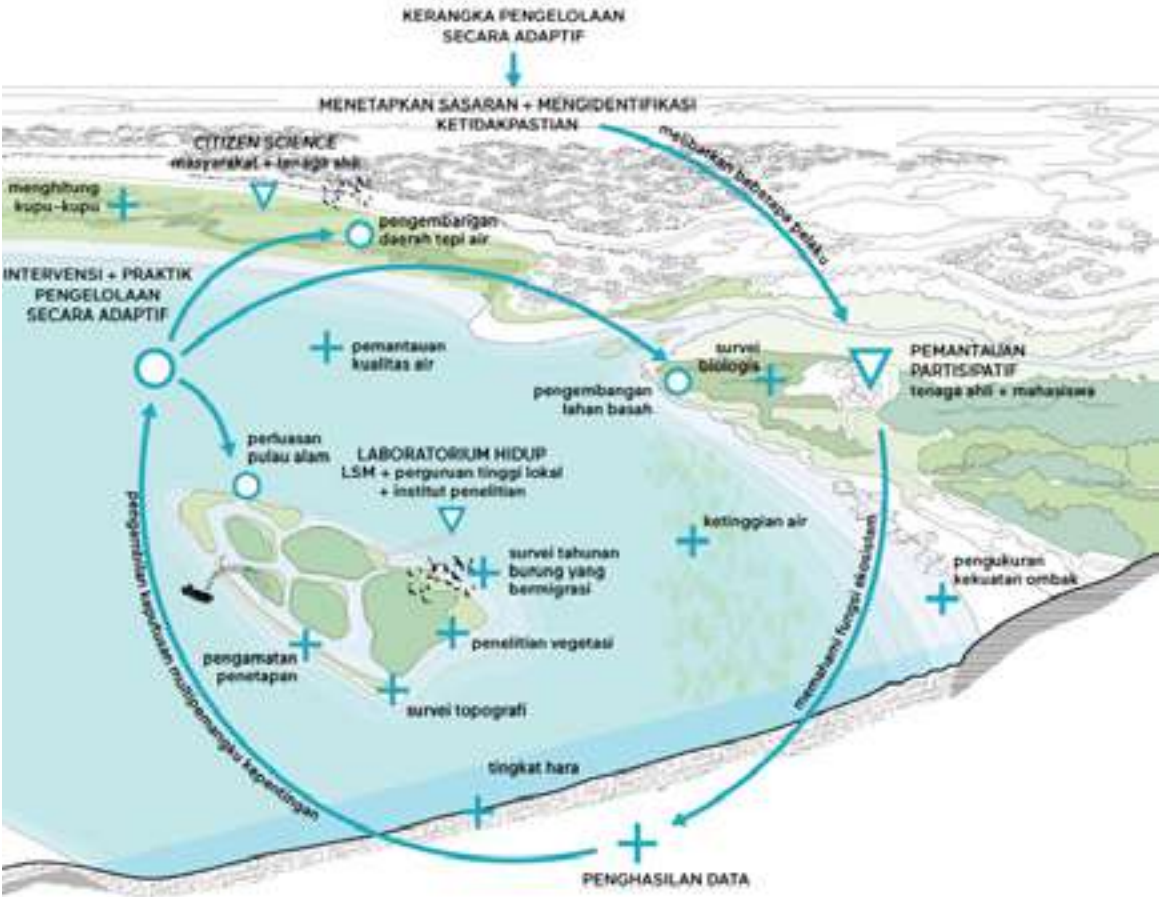 KERANGKA PENGELOLAAN
SECARA ADAPTIF
MENETAPKAN SASARAN + MENGIDENTIFIKASI
KETIDAKPASTIAN
melibatkan beberapa pelaku
CITIZEN SCIENCE
masyarakat + tenaga ahli
menghitung
kupu-kupu
pengembangan
daerah tepi air
INTERVENSI + PRAKTIK
PENGELOLAAN
SECARA ADAPTIF
pemantauan
kualitas air
survei
biologis
PEMANTAUAN
PARTISIPATIF
tenaga ahli + mahasiswa
pengembangan
lahan basah
perluasan
pulau alam
LABORATORIUM HIDUP
LSM + perguruan tinggi lokal
+ institut penelitian
ketinggian air
survei tahunan
burung yang
bermigrasi
pengukuran
kekuatan ombak
penelitian vegetasi
pengamatan
penetapan
survei topografi
memahami fungsi ekosistem
pengambilan keputusan multipemangku kepentingan
tingkat hara
PENGHASILAN DATA